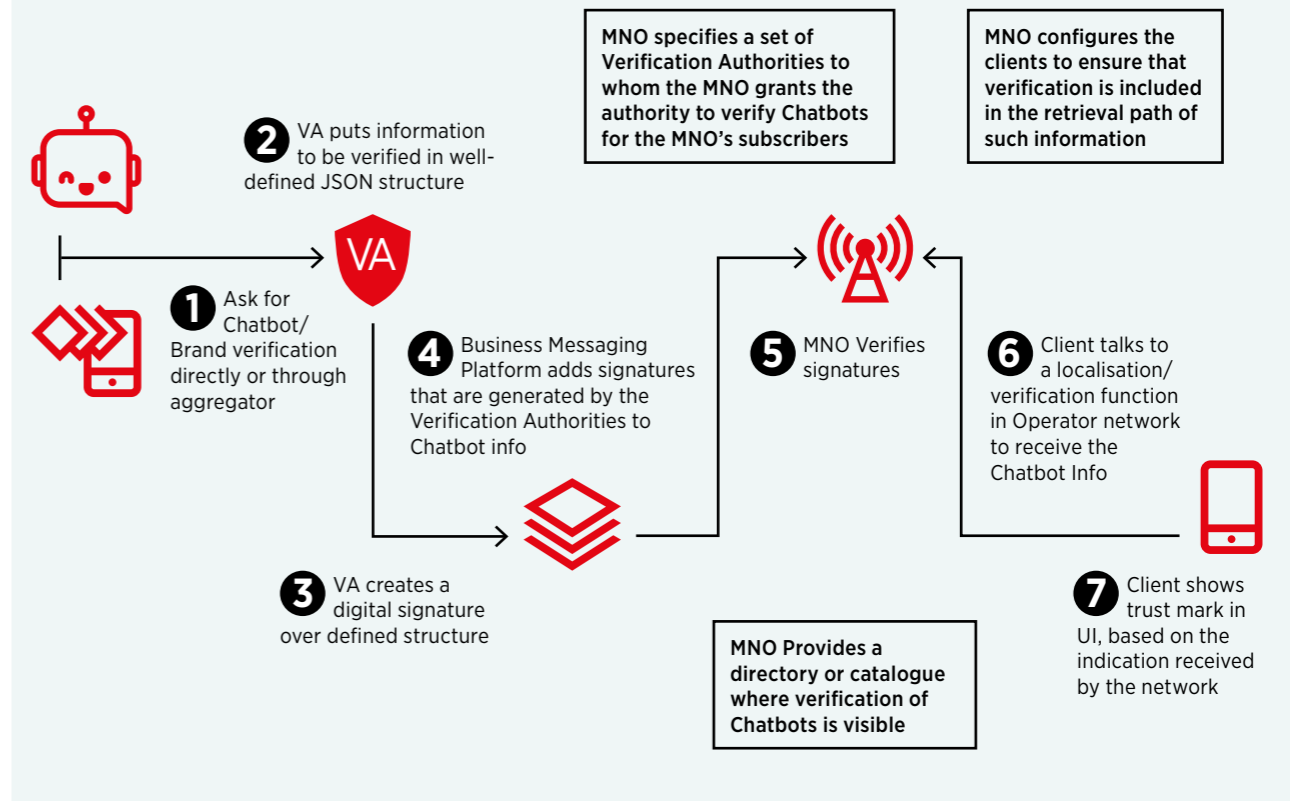 MNO specifies a set of
Verification Authorities to
whom the MNO grants the
authority to verify Chatbots
for the MNO's subscribers
MNO configures the
clients to ensure that
verification is included
in the retrieval path of
such information
2 VA puts information
to be verified in well-
defined JSON structure
VA
1 Ask for
Chatbot/
Brand verification
directly or through
aggregator
4 Business Messaging
Platform adds signatures
that are generated by the
Verification Authorities to
Chatbot info
5 MNO Verifies
signatures
6 Client talks to
a localisation/
verification function
in Operator network
to receive the
Chatbot Info
3 VA creates a
digital signature
over defined structure
MNO Provides a
directory or catalogue
where verification of
Chatbots is visible
7 Client shows
trust mark in
UI, based on the
indication received
by the network